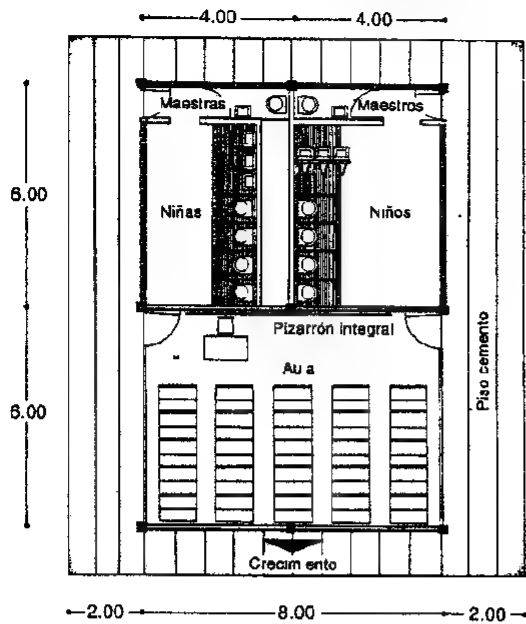 4.00 4.00
Maestras Maestros
6.00
Niñas Niños
Pizarrón integral
Au a
6.00
Piso cemento
Crecim ento
2.00 8.00 2.00